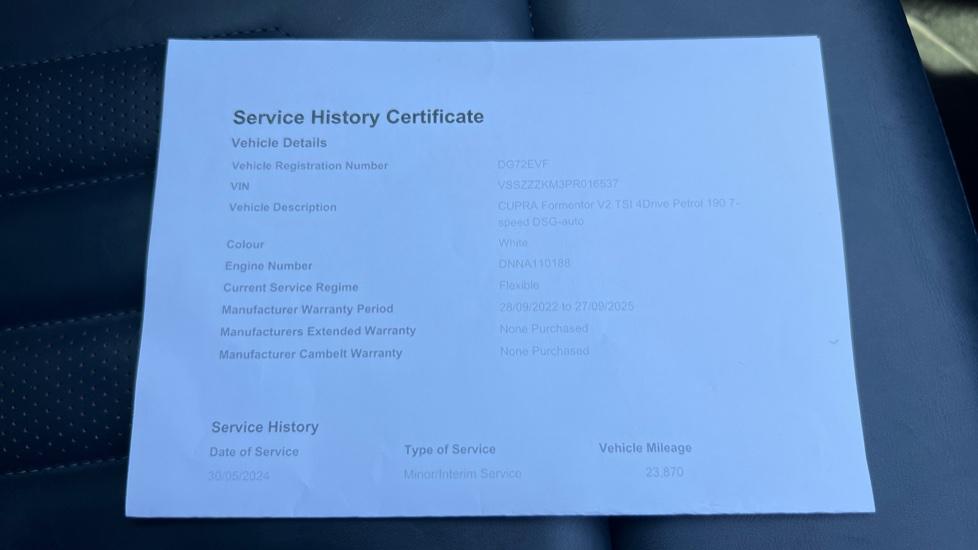 Service History Certificate
Vehicle Details
Vehicle Registration Number DG72EVF
VIN VSSZZZKM3PR016537
Vehicle Description CUPRA Formentor V2 TSI 4Drive Petrol 190 7-
speed DSG-auto
Colour White
Engine Number DNNA110188
Current Service Regime Flexible
Manufacturer Warranty Period 28/09/2022 to 27/09/2025
Manufacturers Extended Warranty None Purchased
Manufacturer Cambelt Warranty None Purchased
Service History
Date of Service Type of Service Vehicle Mileage
30/05/2024 Minor/Interim Service 23,870